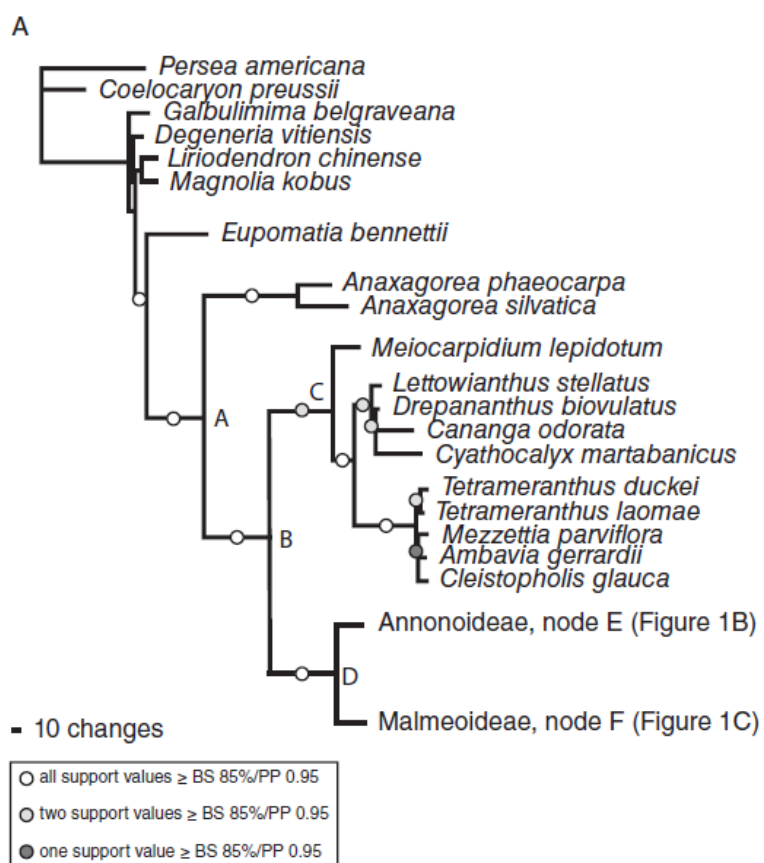 A
Persea americana
Coelocaryon preussii
Galbulimima belgraveana
Degeneria vitiensis
Liriodendron chinense
Magnolia kobus
Eupomatia bennettii
Anaxagorea phaeocarpa
Anaxagorea silvatica
Meiocarpidium lepidotum
C
Lettowianthus stellatus
Drepananthus biovulatus
A
Cananga odorata
Cyathocalyx martabanicus
Tetrameranthus duckei
Tetrameranthus laomae
Mezzettia parviflora
B
Ambavia gerrardii
Cleistopholis glauca
Annonoideae, node E (Figure 1B)
D
Malmeoideae, node F (Figure 1C)
10 changes
all support values ≥ BS 85%/PP 0.95
two support values ≥ BS 85%/PP 0.95
one support value ≥ BS 85%/PP 0.95